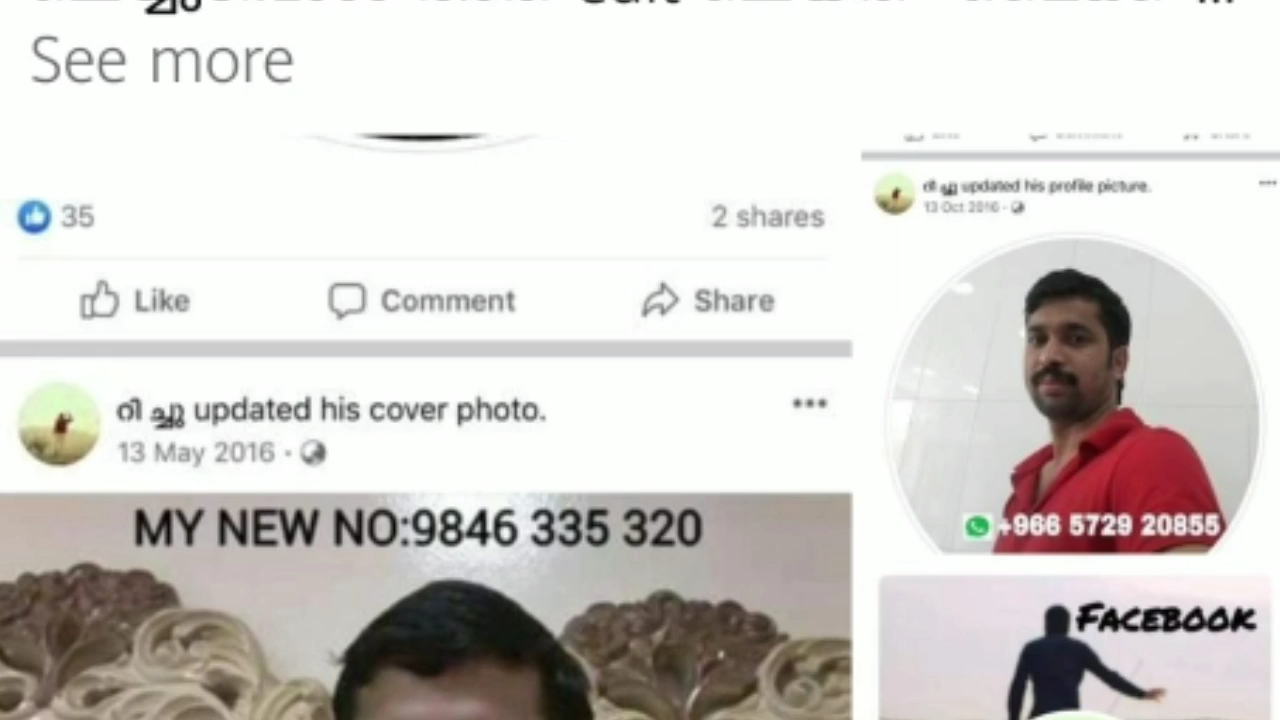 See more
35
2 shares
Like
Comment
Share
റിച്ചു updated his cover photo.
13 May 2016
MY NEW NO:9846 335 320
റിച്ചു updated his profile picture.
13 Oct 2016
+966 5729 20855
FACEBOOK